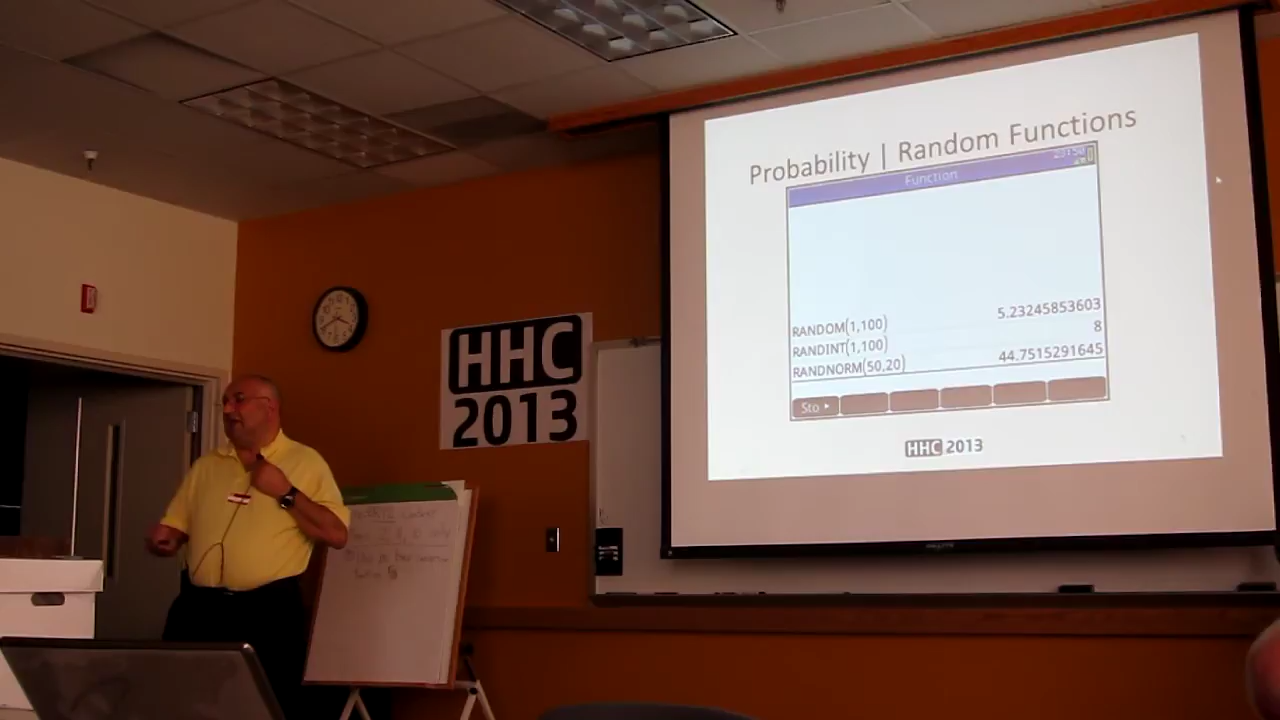 Probability | Random Functions
Function
5.23245853603
RANDOM(1,100)
8
RANDINT(1,100)
44.7515291645
RANDNORM(50,20)
Sto ▸
HHC 2013
HHC
2013